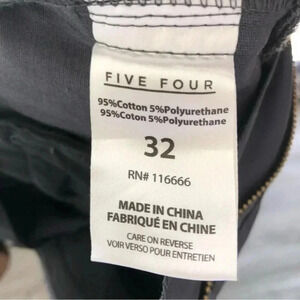 FIVE FOUR
95%Cotton 5%Polyurethane
95%Coton 5%Polyurethane
32
RN# 116666
MADE IN CHINA
FABRIQUÉ EN CHINE
CARE ON REVERSE
VOIR VERSO POUR ENTRETIEN